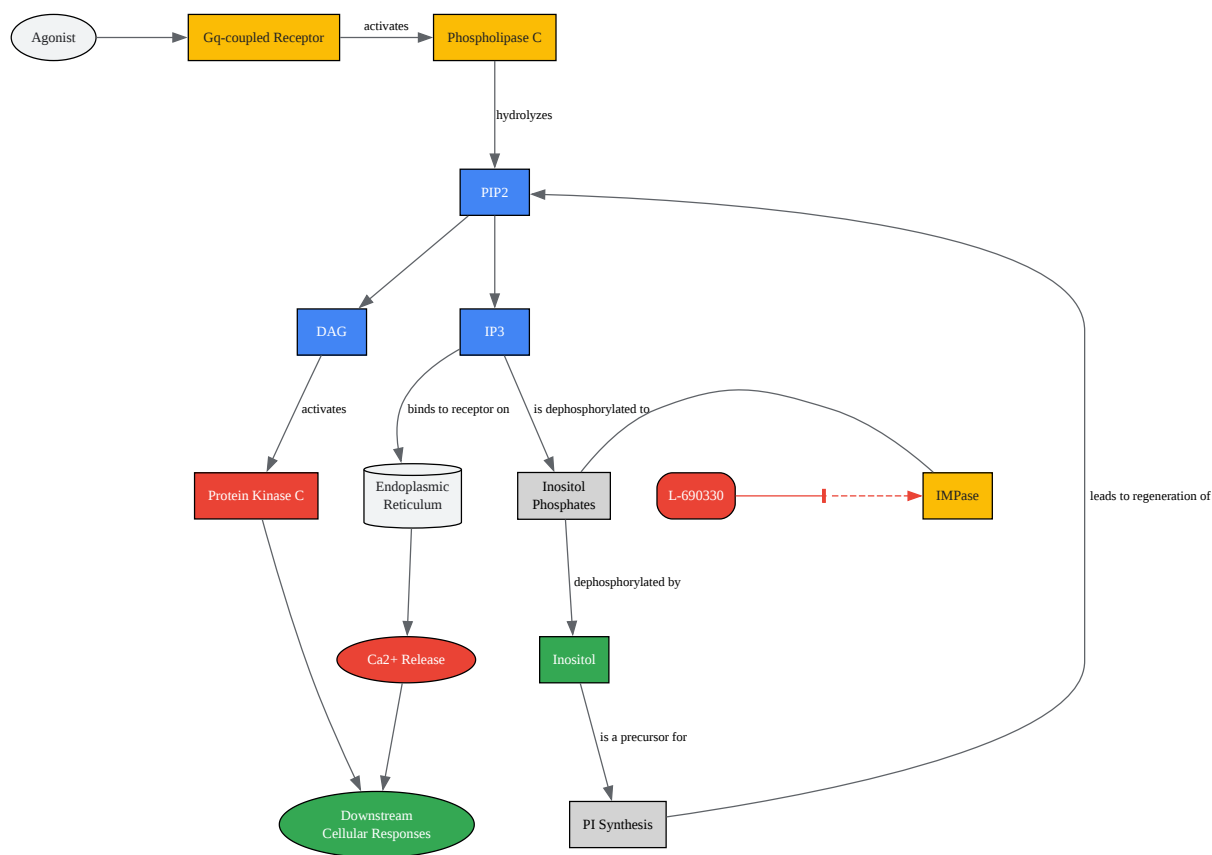 Agonist
Gq-coupled Receptor
activates
Phospholipase C
hydrolyzes
PIP2
DAG
IP3
activates
binds to receptor on
is dephosphorylated to
Protein Kinase C
Endoplasmic
Reticulum
Inositol
Phosphates
L-690330
IMPase
leads to regeneration of
dephosphorylated by
Ca2+ Release
Inositol
is a precursor for
Downstream
Cellular Responses
PI Synthesis